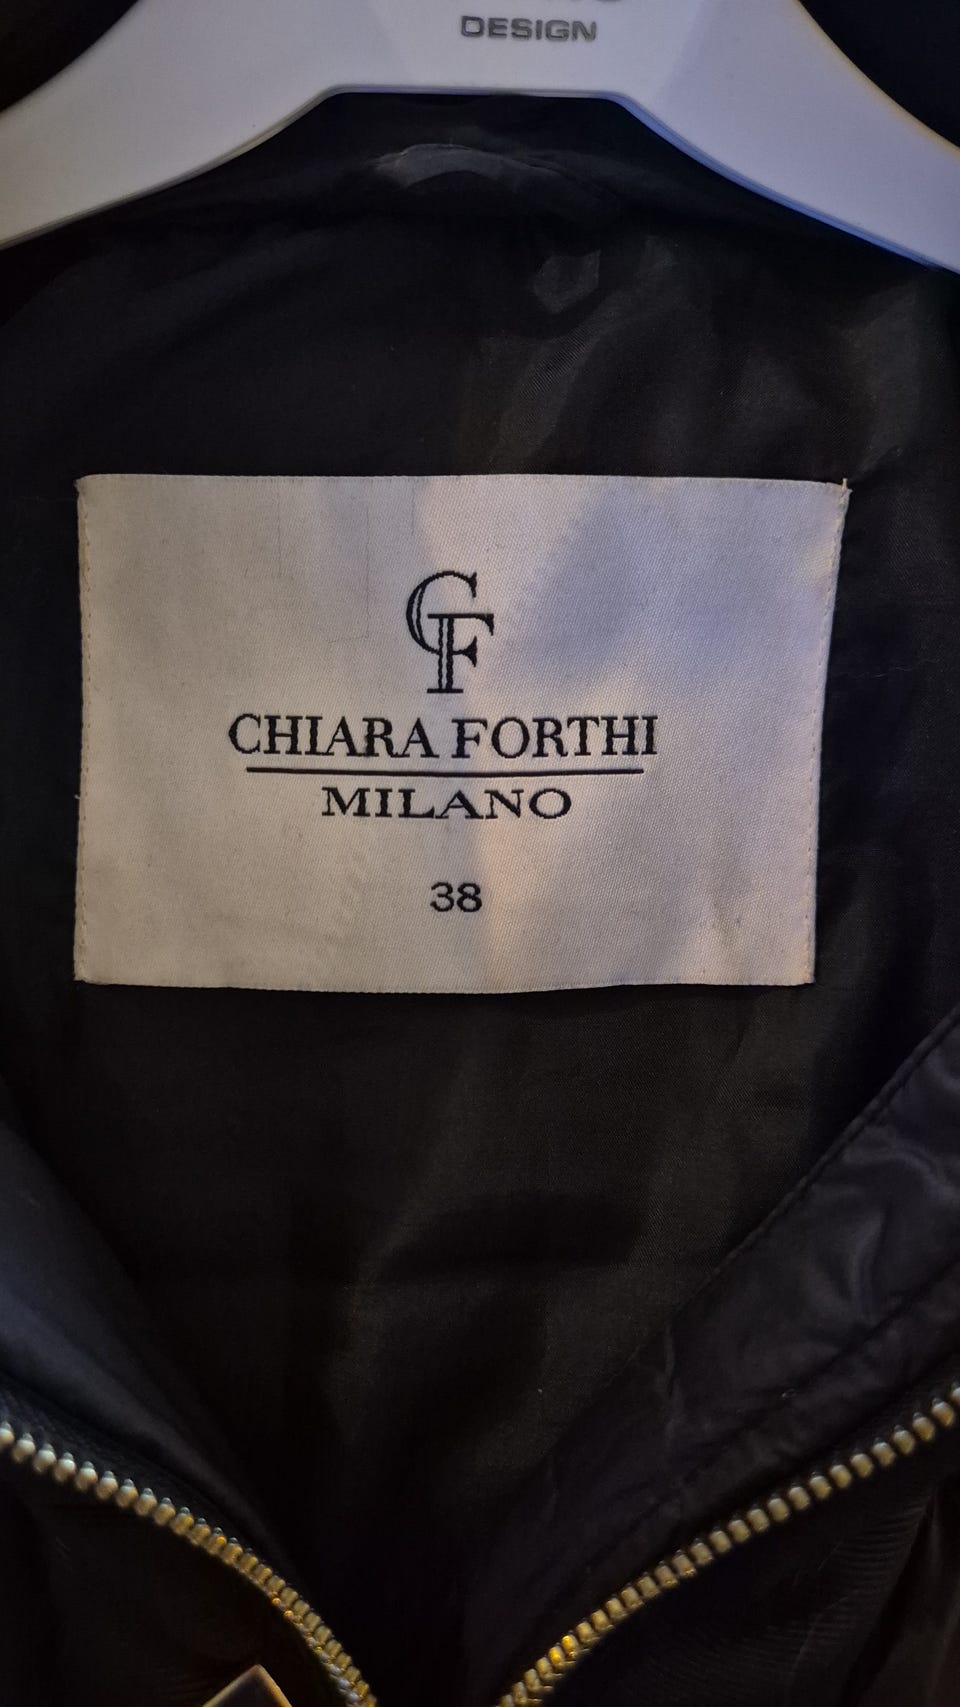 DESIGN
CF
CHIARA FORTHI
MILANO
38